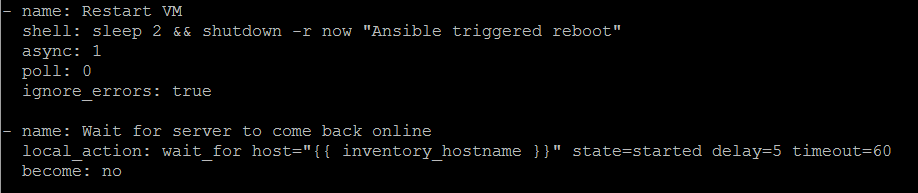 - name: Restart VM
  shell: sleep 2 && shutdown -r now "Ansible triggered reboot"
  async: 1
  poll: 0
  ignore_errors: true

- name: Wait for server to come back online
  local_action: wait_for host="{{ inventory_hostname }}" state=started delay=5 timeout=60
  become: no